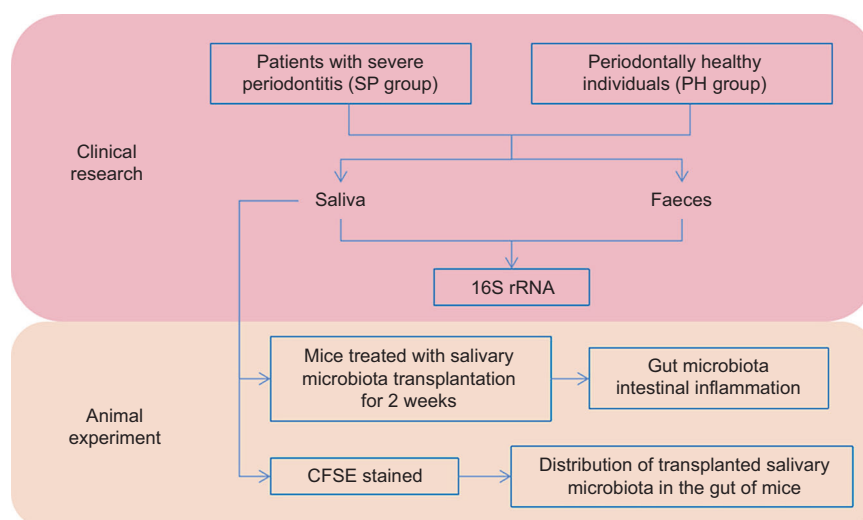 Patients with severe
periodontitis (SP group)
Periodontally healthy
individuals (PH group)
Clinical
research
Saliva
Faeces
16S rRNA
Mice treated with salivary
microbiota transplantation
for 2 weeks
Gut microbiota
intestinal inflammation
Animal
experiment
CFSE stained
Distribution of transplanted salivary
microbiota in the gut of mice